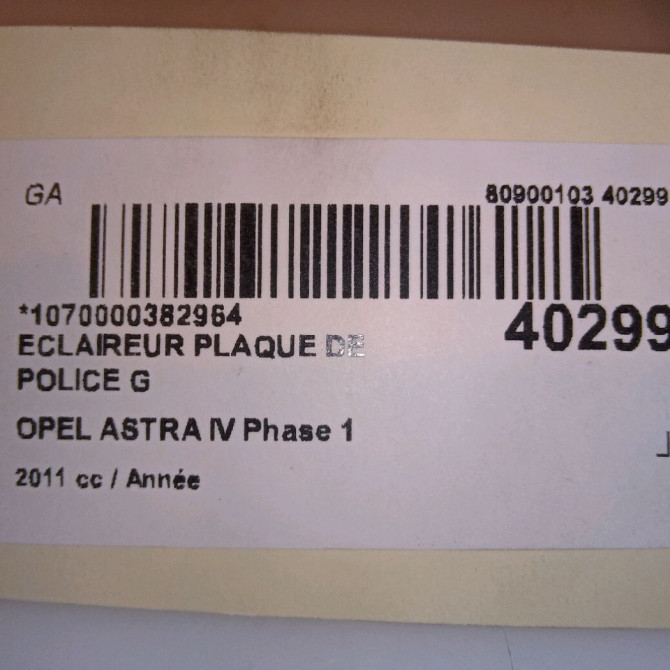 GA
80900103 40299
*1070000382964
40299
ECLAIREUR PLAQUE DE
POLICE G
OPEL ASTRA IV Phase 1
2011 cc / Année